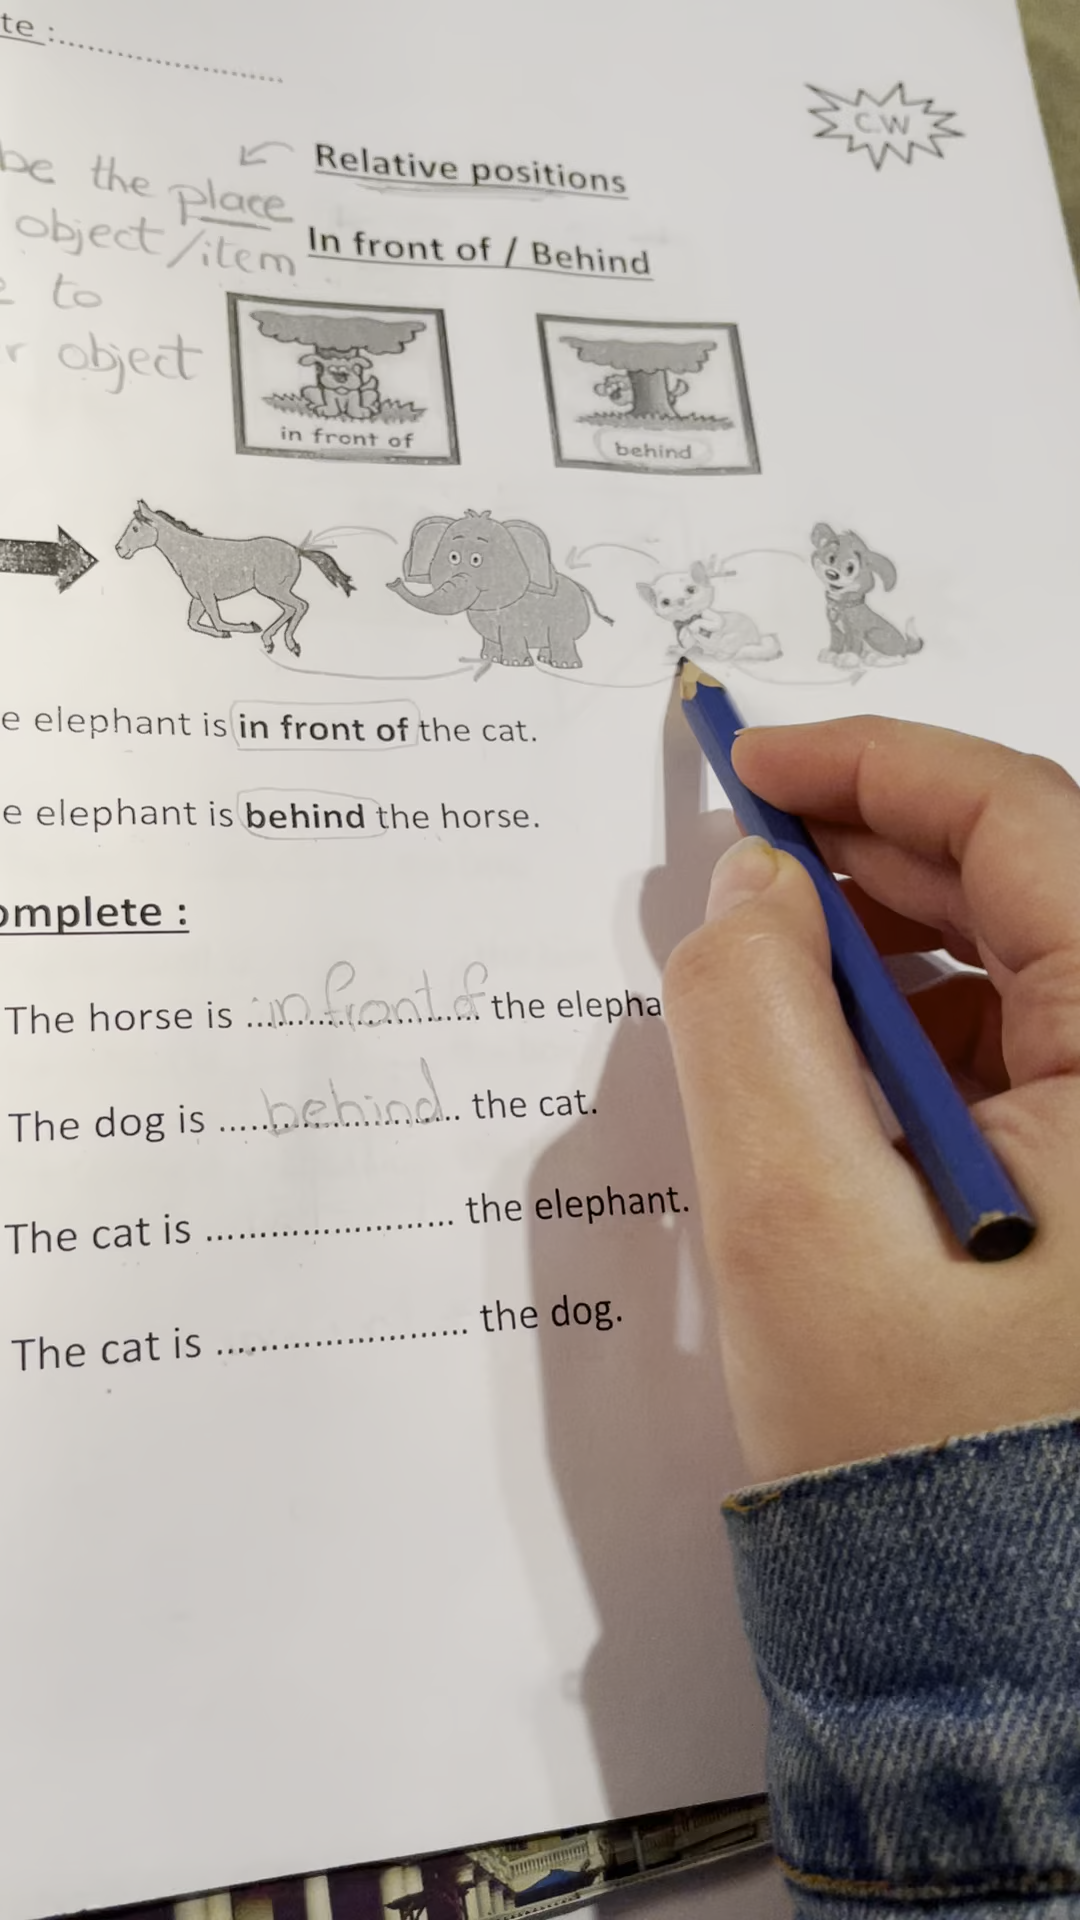 te :
C.W
Relative positions
be the place
object/item
In front of / Behind
to
r object
in front of
behind
e elephant is in front of the cat.
e elephant is behind the horse.
omplete :
The horse is in front of the elepha
The dog is behind the cat.
The cat is ........................ the elephant.
The cat is ........................ the dog.